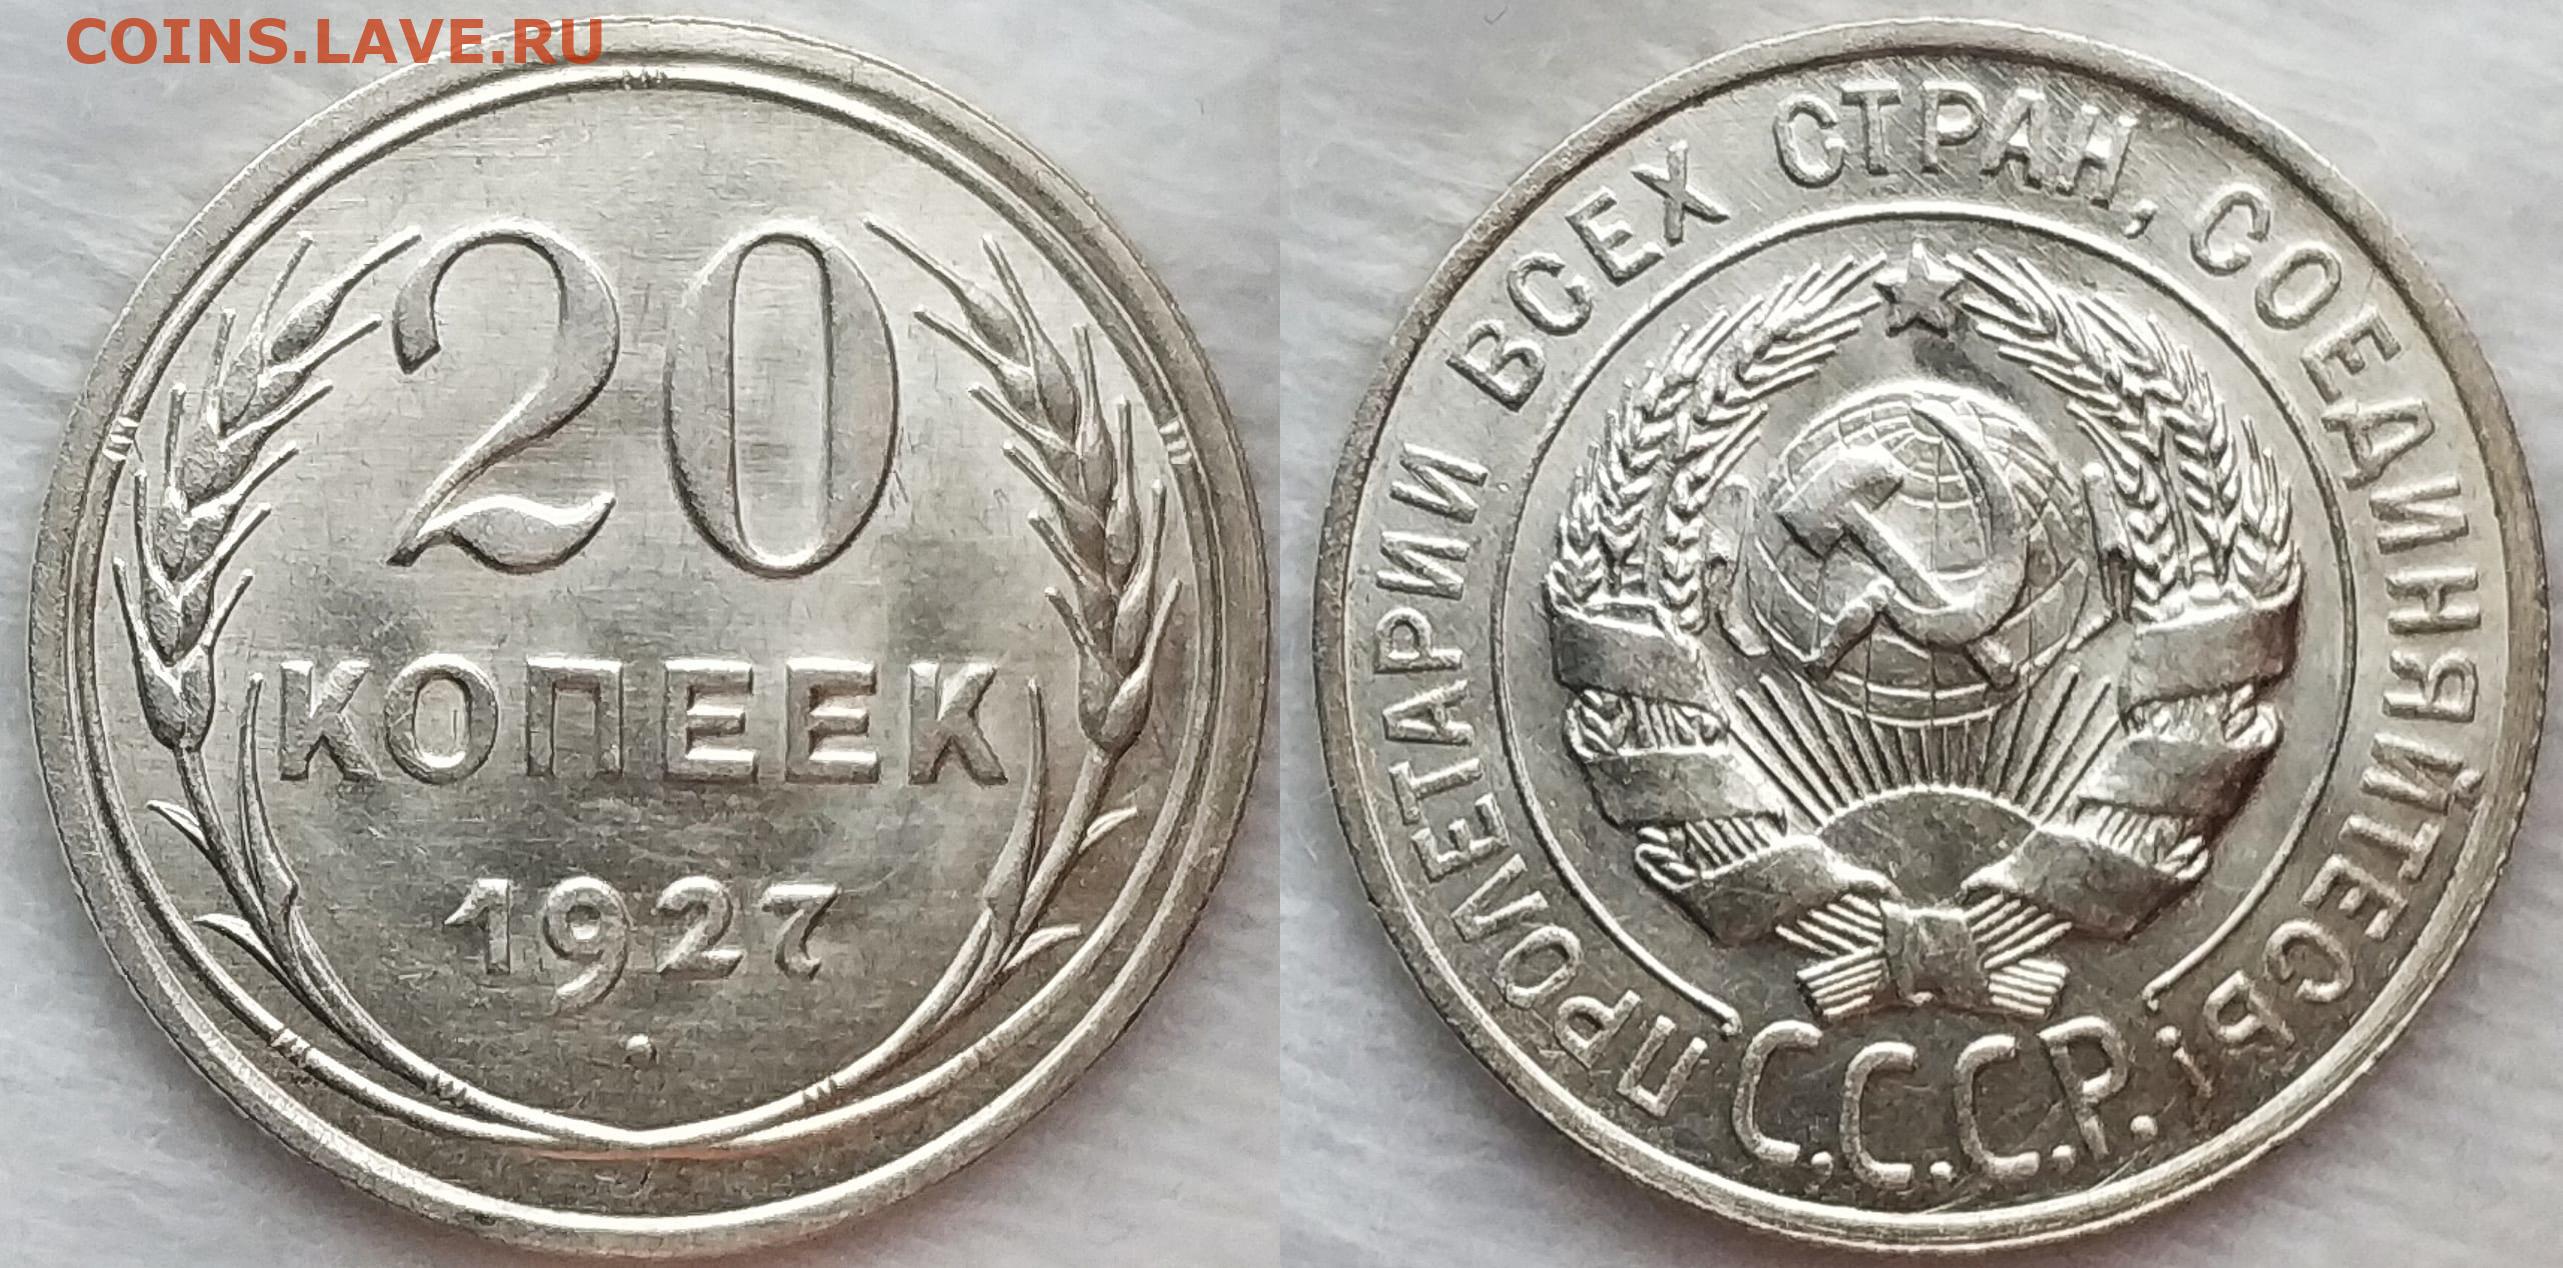 COINS.LAVE.RU
20
КОПЕЕК
1927
ПРОЛЕТАРИИ ВСЕХ СТРАН, СОЕДИНЯЙТЕСЬ!
С.С.С.Р.